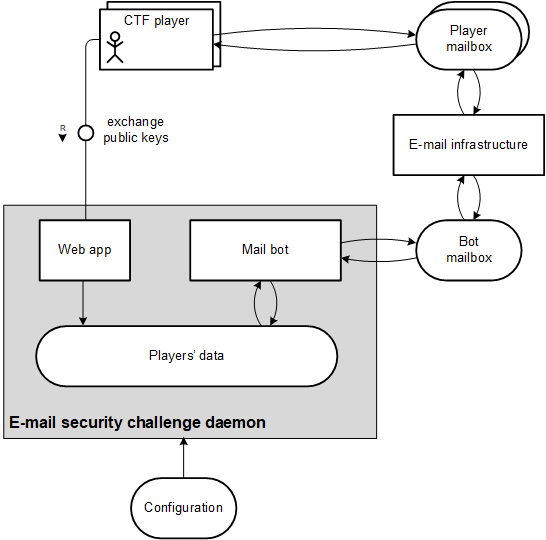 CTF player
Player
mailbox
R
exchange
public keys
E-mail infrastructure
Web app
Mail bot
Bot
mailbox
Players' data
E-mail security challenge daemon
Configuration